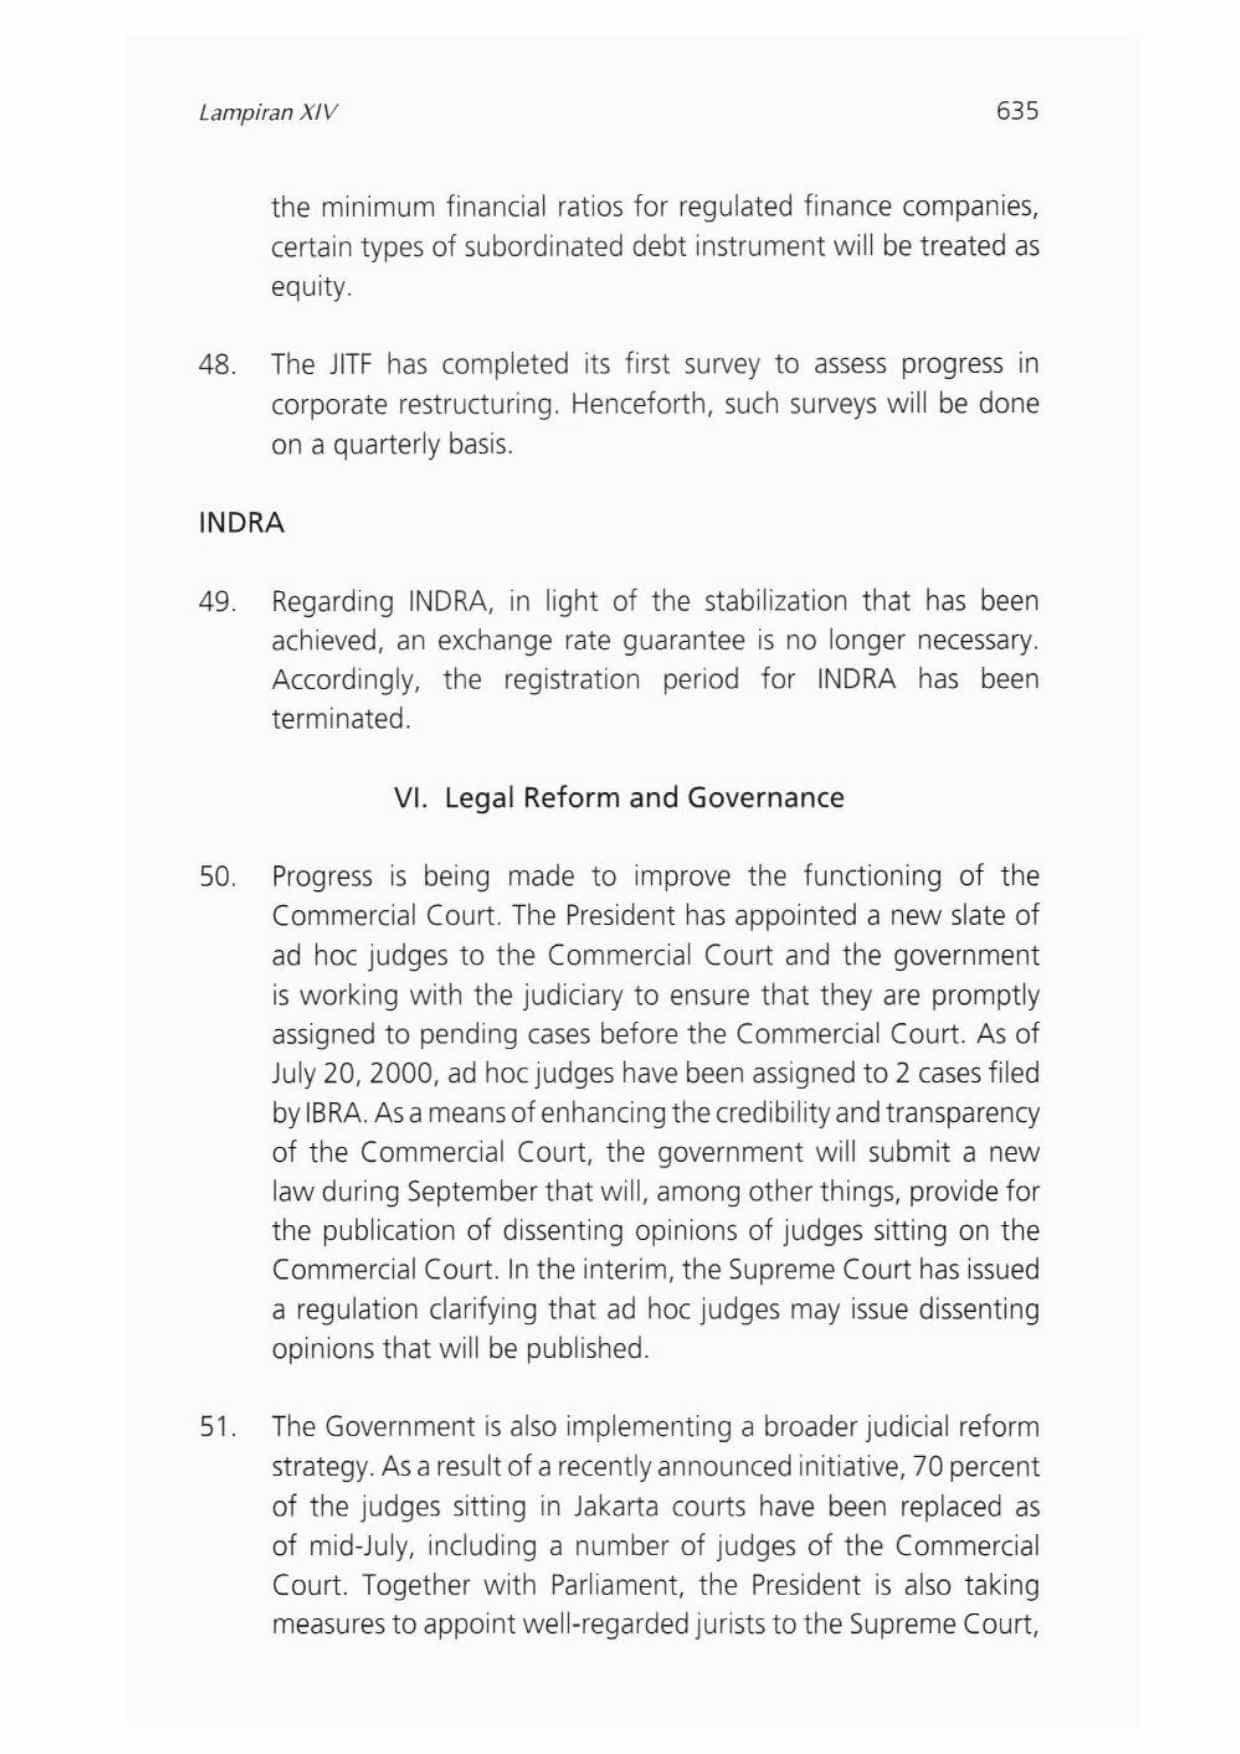 Lampiran XIV 635
the minimum financial ratios for regulated finance companies,
certain types of subordinated debt instrument will be treated as
equity.
48. The JITF has completed its first survey to assess progress in
corporate restructuring. Henceforth, such surveys will be done
on a quarterly basis.
INDRA
49. Regarding INDRA, in light of the stabilization that has been
achieved, an exchange rate guarantee is no longer necessary.
Accordingly, the registration period for INDRA has been
terminated.
VI. Legal Reform and Governance
50. Progress is being made to improve the functioning of the
Commercial Court. The President has appointed a new slate of
ad hoc judges to the Commercial Court and the government
is working with the judiciary to ensure that they are promptly
assigned to pending cases before the Commercial Court. As of
July 20, 2000, ad hoc judges have been assigned to 2 cases filed
by IBRA. As a means of enhancing the credibility and transparency
of the Commercial Court, the government will submit a new
law during September that will, among other things, provide for
the publication of dissenting opinions of judges sitting on the
Commercial Court. In the interim, the Supreme Court has issued
a regulation clarifying that ad hoc judges may issue dissenting
opinions that will be published.
51. The Government is also implementing a broader judicial reform
strategy. As a result of a recently announced initiative, 70 percent
of the judges sitting in Jakarta courts have been replaced as
of mid-July, including a number of judges of the Commercial
Court. Together with Parliament, the President is also taking
measures to appoint well-regarded jurists to the Supreme Court,